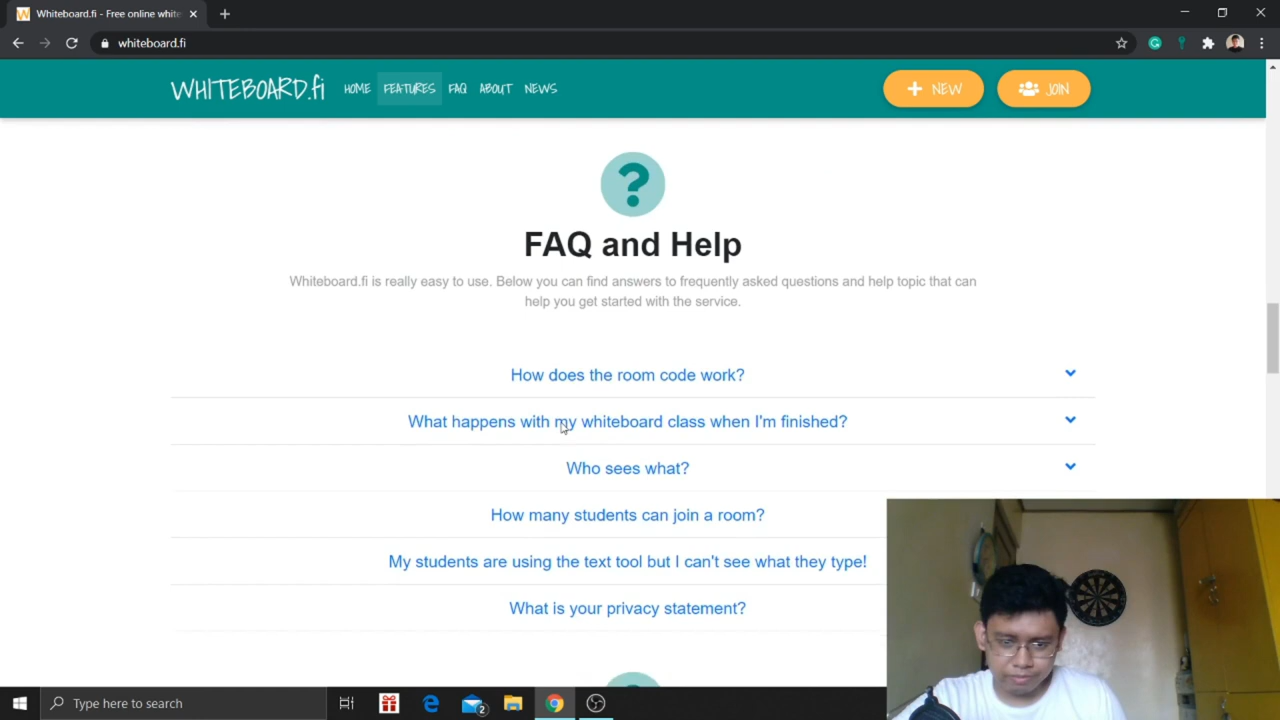 Whiteboard.fi - Free online white
whiteboard.fi
WHITEBOARD.fi HOME FEATURES FAQ ABOUT NEWS NEW JOIN
?
FAQ and Help
Whiteboard.fi is really easy to use. Below you can find answers to frequently asked questions and help topic that can
help you get started with the service.
How does the room code work?
What happens with my whiteboard class when I'm finished?
Who sees what?
How many students can join a room?
My students are using the text tool but I can't see what they type!
What is your privacy statement?
Type here to search
2